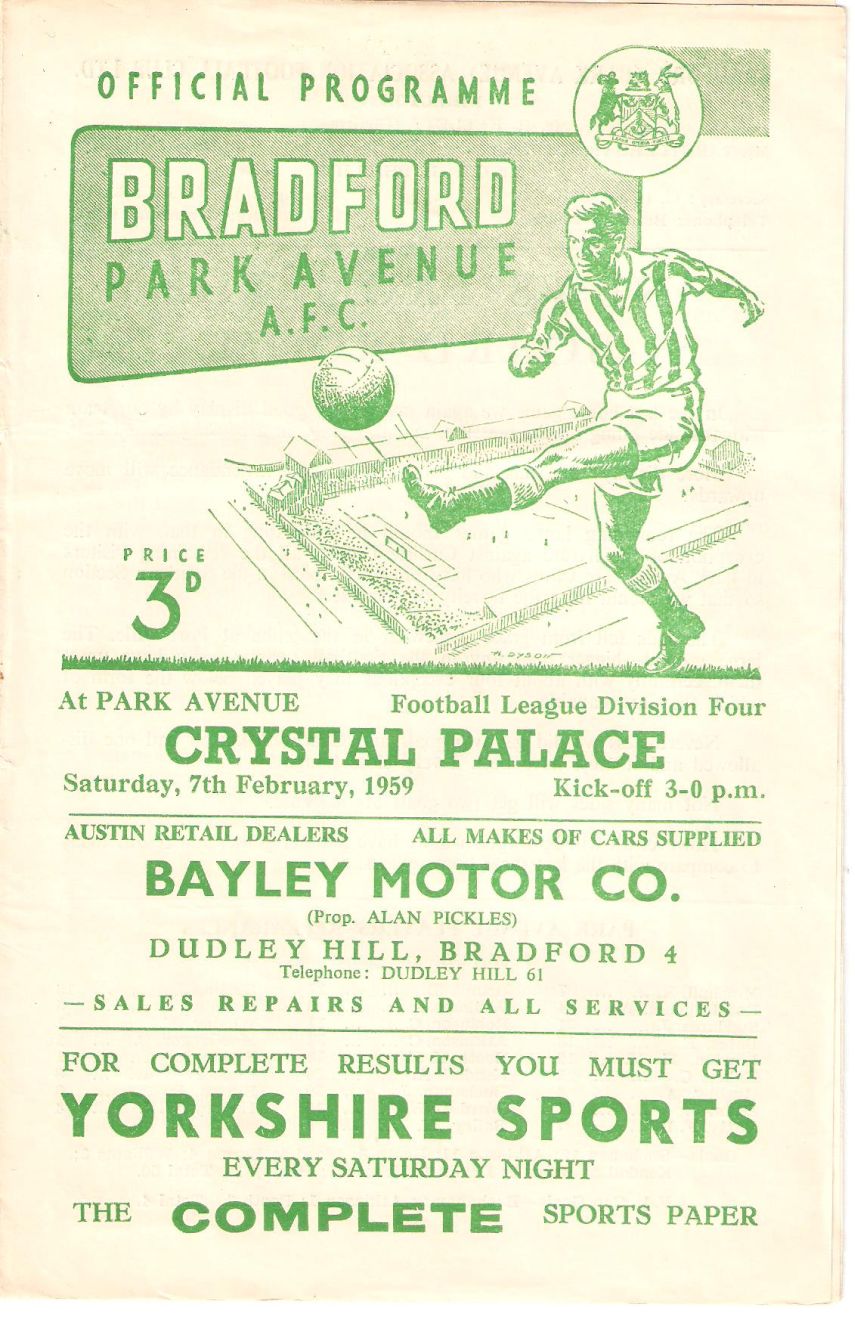 OFFICIAL PROGRAMME
BRADFORD
PARK AVENUE
A.F.C.
PRICE
3D
At PARK AVENUE Football League Division Four
CRYSTAL PALACE
Saturday, 7th February, 1959 Kick-off 3-0 p.m.
AUSTIN RETAIL DEALERS ALL MAKES OF CARS SUPPLIED
BAYLEY MOTOR CO.
(Prop. ALAN PICKLES)
DUDLEY HILL, BRADFORD 4
Telephone: DUDLEY HILL 61
—SALES REPAIRS AND ALL SERVICES—
FOR COMPLETE RESULTS YOU MUST GET
YORKSHIRE SPORTS
EVERY SATURDAY NIGHT
THE COMPLETE SPORTS PAPER